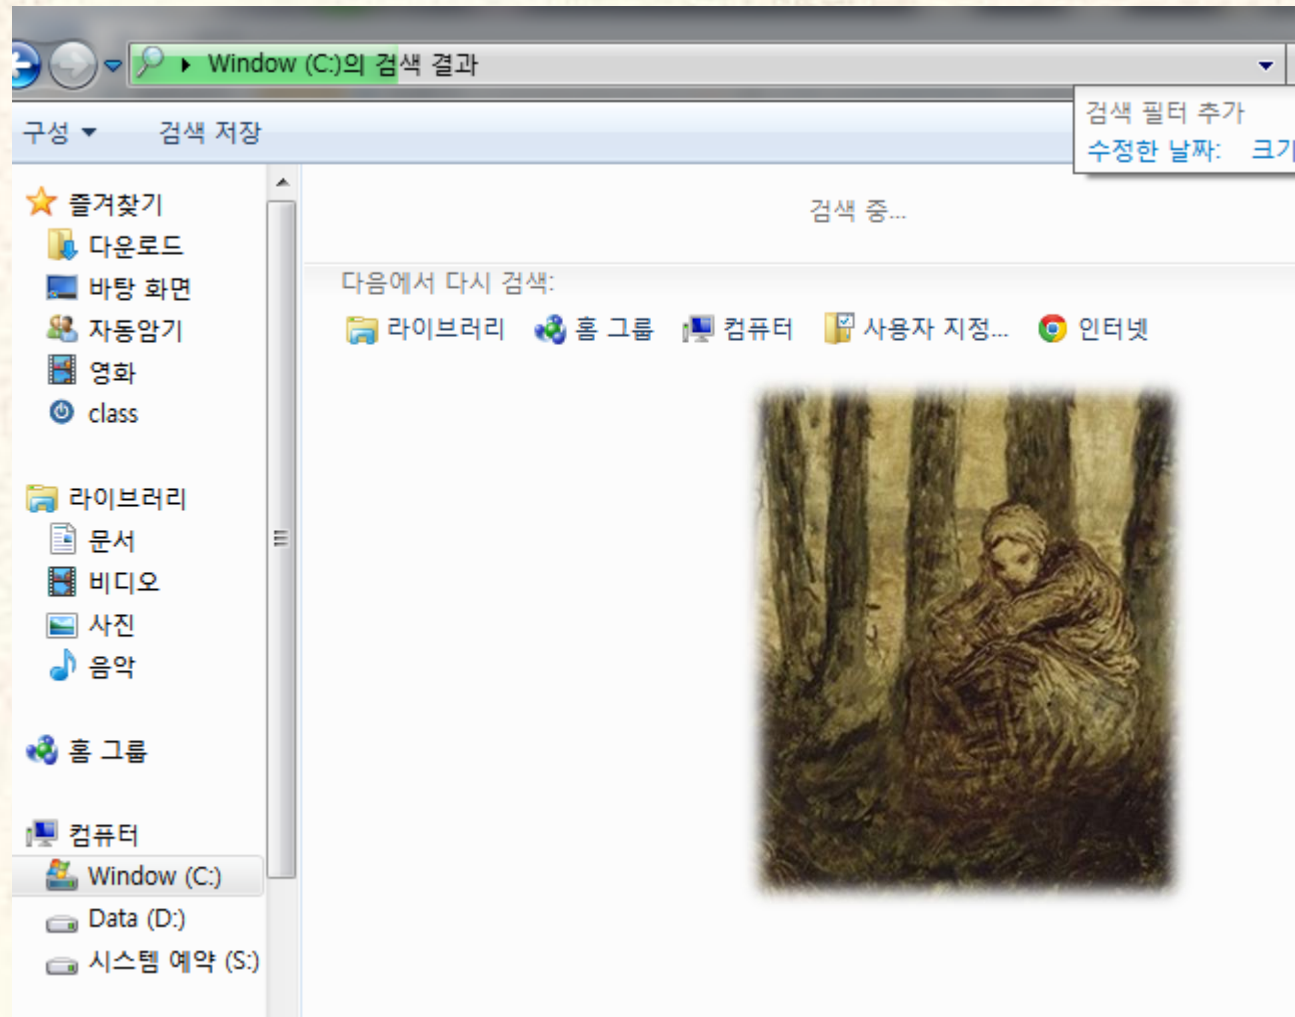 Window (C:)의 검색 결과
검색 필터 추가
수정한 날짜: 크기
구성 검색 저장
즐겨찾기
다운로드
바탕 화면
자동암기
영화
class
라이브러리
문서
비디오
사진
음악
홈 그룹
컴퓨터
Window (C:)
Data (D:)
시스템 예약 (S:)
검색 중...
다음에서 다시 검색:
라이브러리 홈 그룹 컴퓨터 사용자 지정... 인터넷